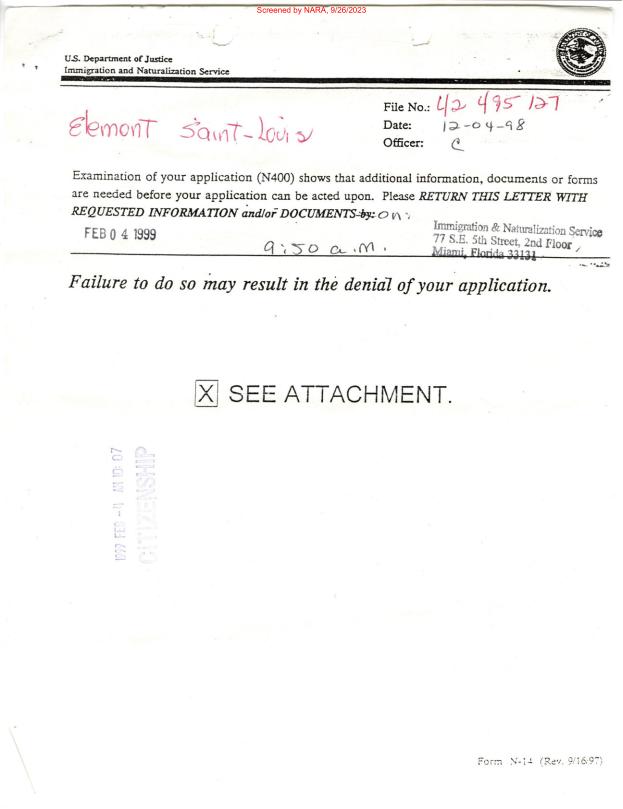 Screened by NARA, 9/26/2023
U.S. Department of Justice
Immigration and Naturalization Service
File No.: 42 495 127
Elemont Saint-Louis
Date: 12-04-98
Officer: C
Examination of your application (N400) shows that additional information, documents or forms
are needed before your application can be acted upon. Please RETURN THIS LETTER WITH
REQUESTED INFORMATION and/or DOCUMENTS by: on:
FEB 04 1999
9:50 a.m.
Immigration & Naturalization Service
77 S.E. 5th Street, 2nd Floor
Miami, Florida 33131
Failure to do so may result in the denial of your application.
X SEE ATTACHMENT.
1999 FEB -4 AM 10: 07
CITIZENSHIP
Form N-14 (Rev. 9/16/97)